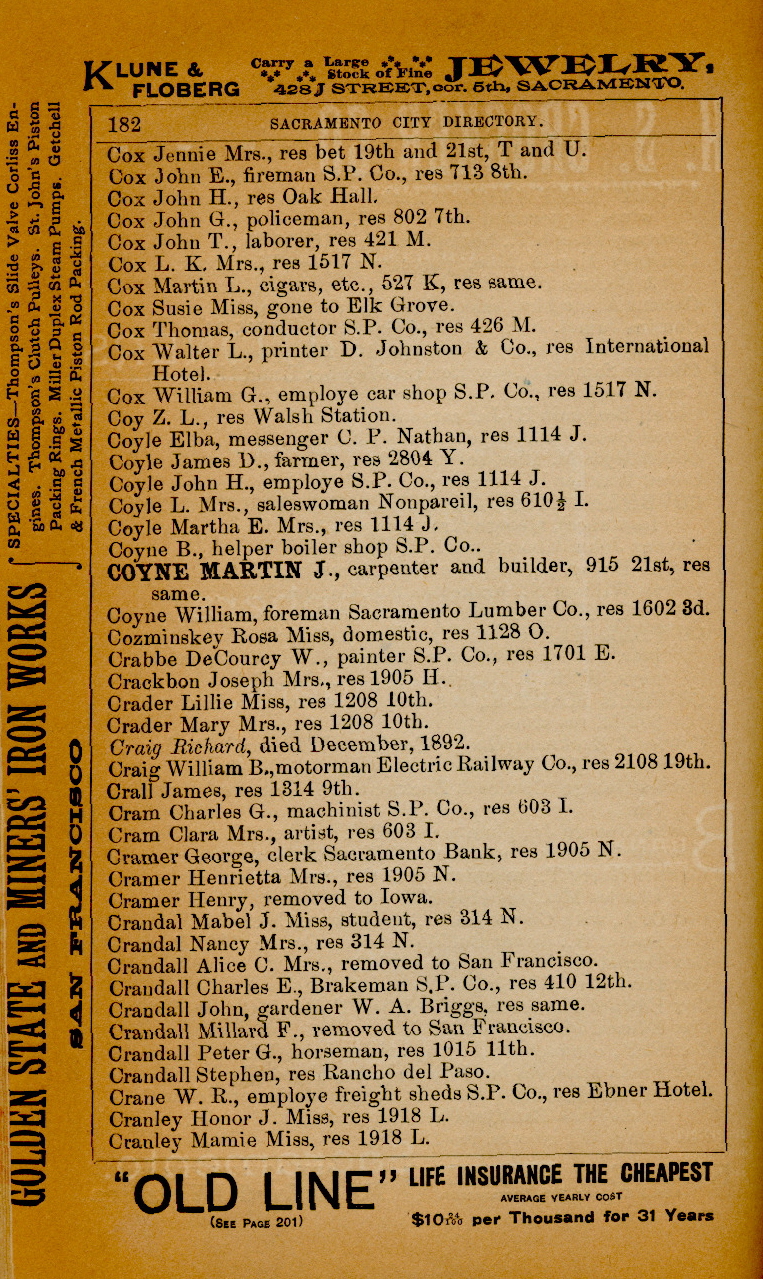 KLUNE & FLOBERG
Carry a Large Stock of Fine JEWELRY,
428 J STREET, cor. 5th, SACRAMENTO.
182 SACRAMENTO CITY DIRECTORY.
Cox Jennie Mrs., res bet 19th and 21st, T and U.
Cox John E., fireman S.P. Co., res 713 8th.
Cox John H., res Oak Hall.
Cox John G., policeman, res 802 7th.
Cox John T., laborer, res 421 M.
Cox L. K. Mrs., res 1517 N.
Cox Martin L., cigars, etc., 527 K, res same.
Cox Susie Miss, gone to Elk Grove.
Cox Thomas, conductor S.P. Co., res 426 M.
Cox Walter L., printer D. Johnston & Co., res International
Hotel.
Cox William G., employe car shop S.P. Co., res 1517 N.
Coy Z. L., res Walsh Station.
Coyle Elba, messenger C. P. Nathan, res 1114 J.
Coyle James D., farmer, res 2804 Y.
Coyle John H., employe S.P. Co., res 1114 J.
Coyle L. Mrs., saleswoman Nonpareil, res 610½ I.
Coyle Martha E. Mrs., res 1114 J.
Coyne B., helper boiler shop S.P. Co..
COYNE MARTIN J., carpenter and builder, 915 21st, res
same.
Coyne William, foreman Sacramento Lumber Co., res 1602 3d.
Cozminskey Rosa Miss, domestic, res 1128 O.
Crabbe DeCourcy W., painter S.P. Co., res 1701 E.
Crackbon Joseph Mrs., res 1905 H.
Crader Lillie Miss, res 1208 10th.
Crader Mary Mrs., res 1208 10th.
Craig Richard, died December, 1892.
Craig William B., motorman Electric Railway Co., res 2108 19th.
Crall James, res 1314 9th.
Cram Charles G., machinist S.P. Co., res 603 I.
Cram Clara Mrs., artist, res 603 I.
Cramer George, clerk Sacramento Bank, res 1905 N.
Cramer Henrietta Mrs., res 1905 N.
Cramer Henry, removed to Iowa.
Crandal Mabel J. Miss, student, res 314 N.
Crandal Nancy Mrs., res 314 N.
Crandall Alice C. Mrs., removed to San Francisco.
Crandall Charles E., Brakeman S.P. Co., res 410 12th.
Crandall John, gardener W. A. Briggs, res same.
Crandall Millard F., removed to San Francisco.
Crandall Peter G., horseman, res 1015 11th.
Crandall Stephen, res Rancho del Paso.
Crane W. R., employe freight sheds S.P. Co., res Ebner Hotel.
Cranley Honor J. Miss, res 1918 L.
Cranley Mamie Miss, res 1918 L.
"OLD LINE" LIFE INSURANCE THE CHEAPEST
AVERAGE YEARLY COST
(SEE PAGE 201) $10 24/100 per Thousand for 31 Years
GOLDEN STATE AND MINERS' IRON WORKS
SAN FRANCISCO
SPECIALTIES—Thompson's Slide Valve Corliss En-
gines. Thompson's Clutch Pulleys. St. John's Piston
Packing Rings. Miller Duplex Steam Pumps. Getchell
& French Metallic Piston Rod Packing.